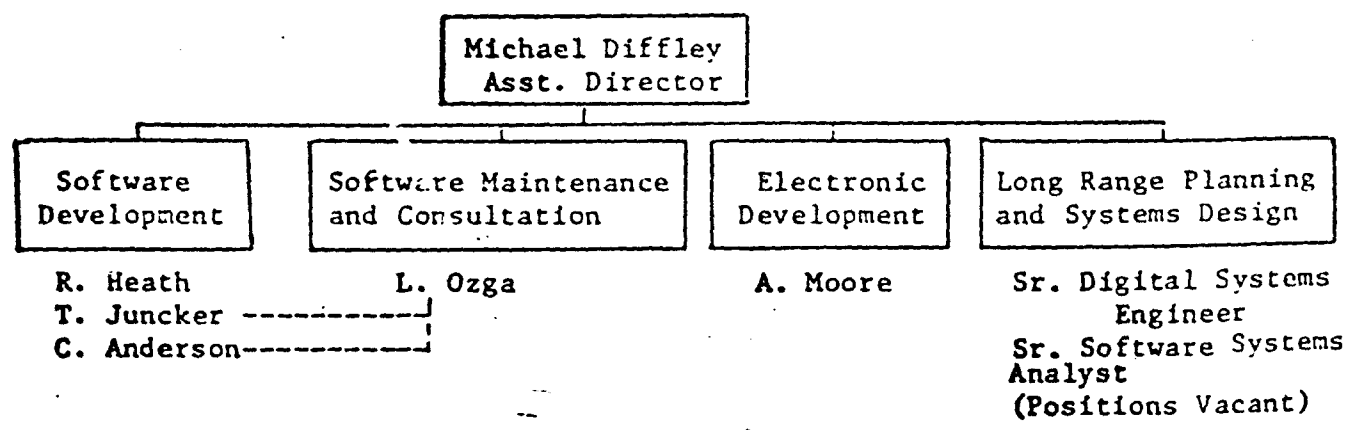 Michael Diffley
Asst. Director
Software
Development
Software Maintenance
and Consultation
Electronic
Development
Long Range Planning
and Systems Design
R. Heath
T. Juncker
C. Anderson
L. Ozga
A. Moore
Sr. Digital Systems
Engineer
Sr. Software Systems
Analyst
(Positions Vacant)